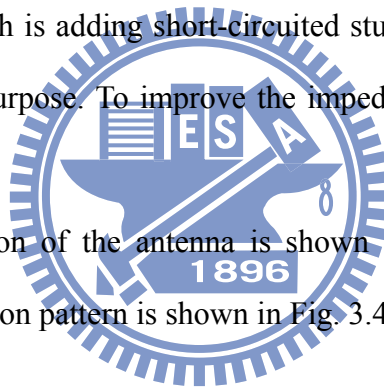 h is adding short-circuited stu
urpose. To improve the imped
ESA
on of the antenna is shown
1896
on pattern is shown in Fig. 3.4